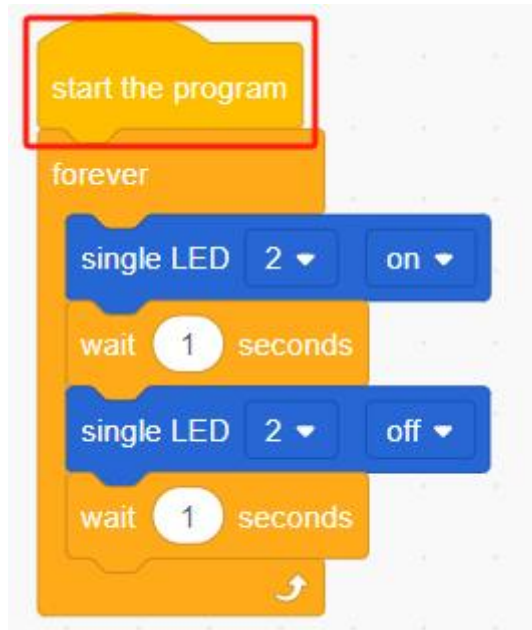 start the program
forever
single LED 2 on
wait 1 seconds
single LED 2 off
wait 1 seconds